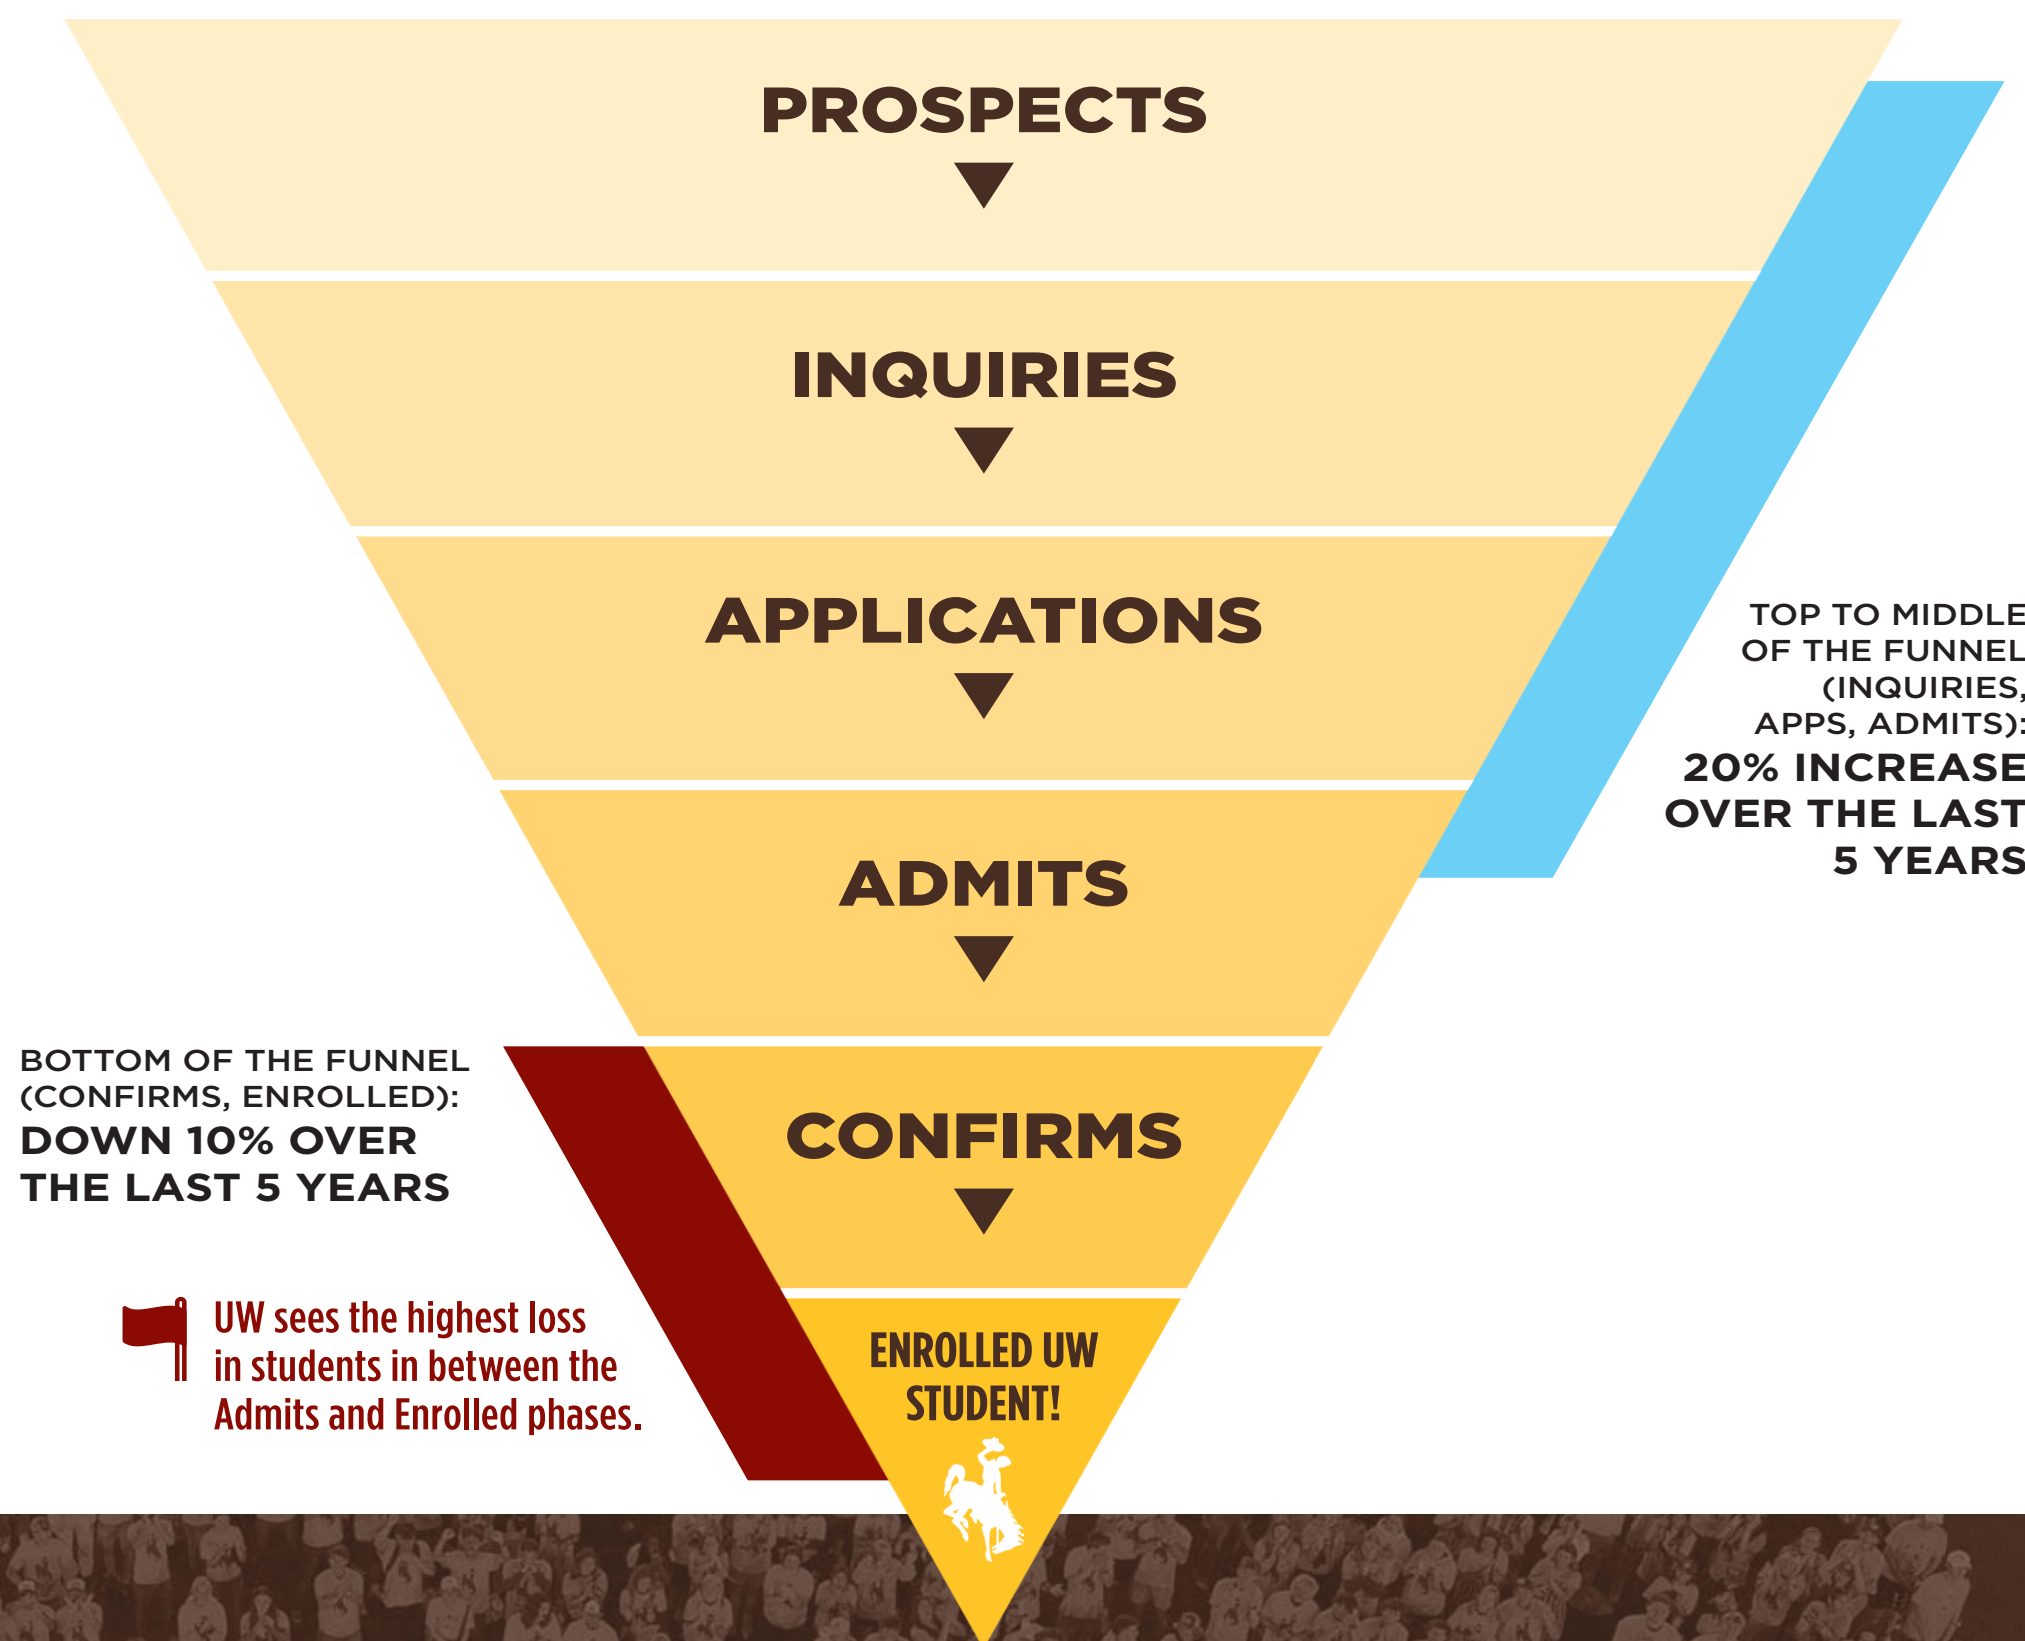 PROSPECTS
INQUIRIES
APPLICATIONS
TOP TO MIDDLE
OF THE FUNNEL
(INQUIRIES,
APPS, ADMITS):
20% INCREASE
OVER THE LAST
5 YEARS
ADMITS
BOTTOM OF THE FUNNEL
(CONFIRMS, ENROLLED):
DOWN 10% OVER
THE LAST 5 YEARS
CONFIRMS
UW sees the highest loss
in students in between the
Admits and Enrolled phases.
ENROLLED UW
STUDENT!